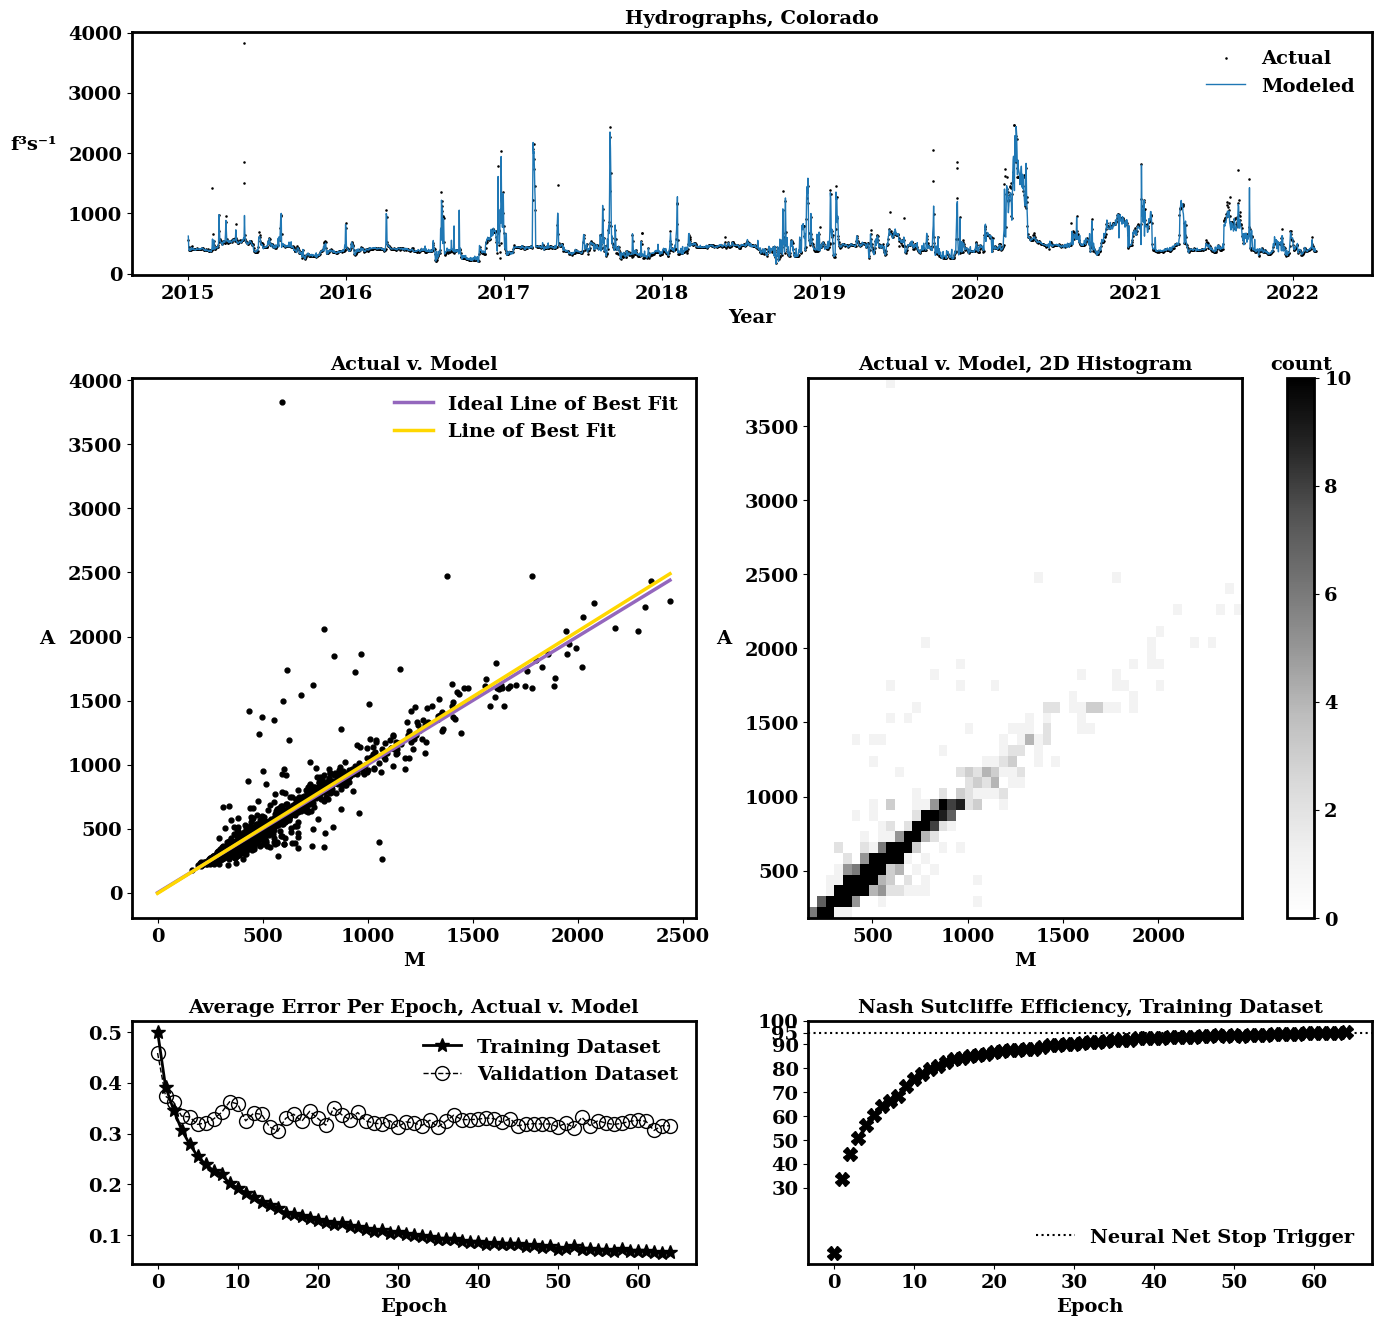 Hydrographs, Colorado
4000
3000
f³s⁻¹
2000
1000
0
Actual
Modeled
2015 2016 2017 2018 2019 2020 2021 2022
Year
Actual v. Model
4000
3500
3000
2500
A
2000
1500
1000
500
0
Ideal Line of Best Fit
Line of Best Fit
0 500 1000 1500 2000 2500
M
Actual v. Model, 2D Histogram
3500
3000
2500
A
2000
1500
1000
500
500 1000 1500 2000
M
count
10
8
6
4
2
0
Average Error Per Epoch, Actual v. Model
0.5
0.4
0.3
0.2
0.1
Training Dataset
Validation Dataset
0 10 20 30 40 50 60
Epoch
Nash Sutcliffe Efficiency, Training Dataset
100
95
90
80
70
60
50
40
30
Neural Net Stop Trigger
0 10 20 30 40 50 60
Epoch